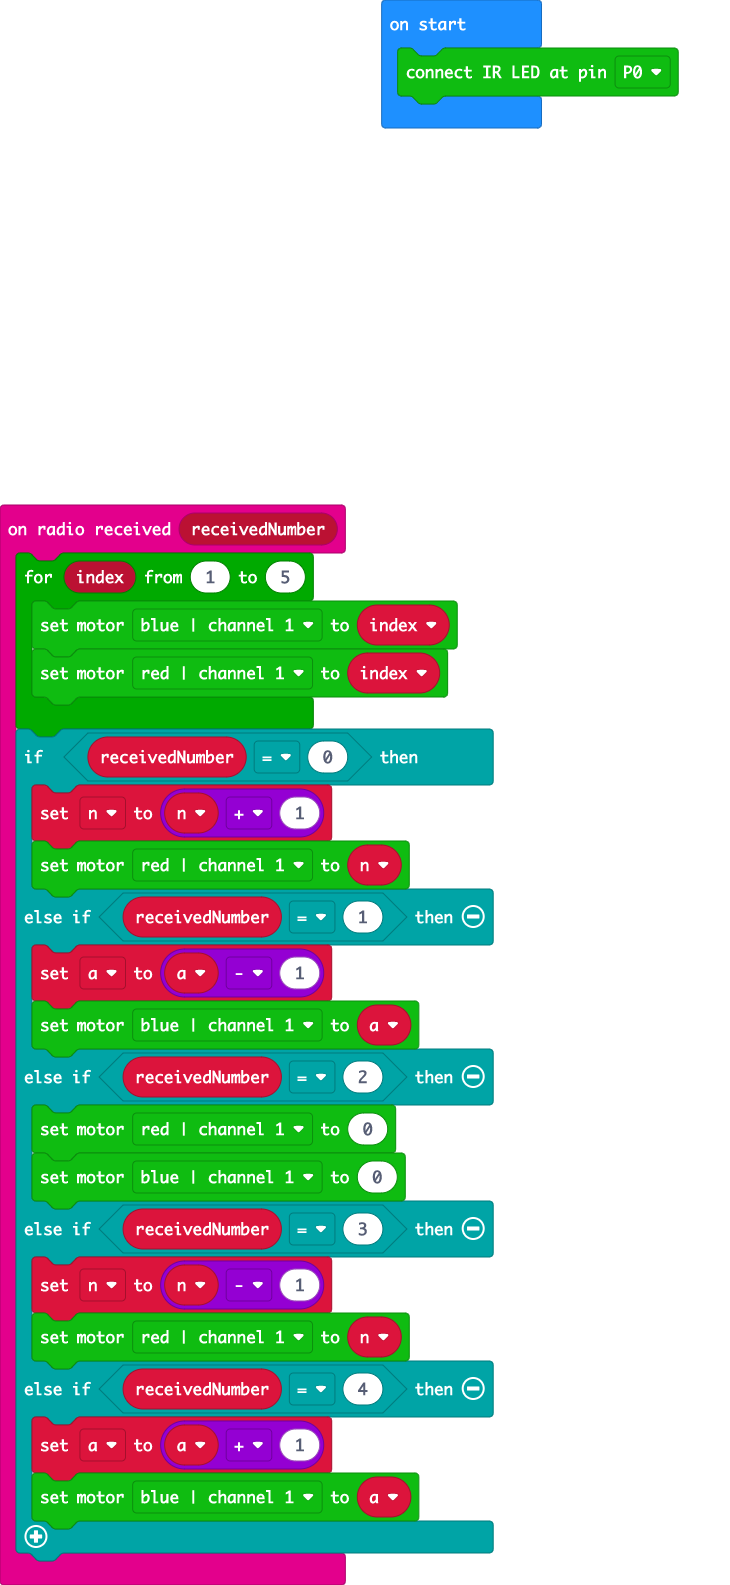 on start
connect IR LED at pin P0
on radio received receivedNumber
for index from 1 to 5
set motor blue | channel 1 to index
set motor red | channel 1 to index
if receivedNumber = 0 then
set n to n + 1
set motor red | channel 1 to n
else if receivedNumber = 1 then
set a to a - 1
set motor blue | channel 1 to a
else if receivedNumber = 2 then
set motor red | channel 1 to 0
set motor blue | channel 1 to 0
else if receivedNumber = 3 then
set n to n - 1
set motor red | channel 1 to n
else if receivedNumber = 4 then
set a to a + 1
set motor blue | channel 1 to a